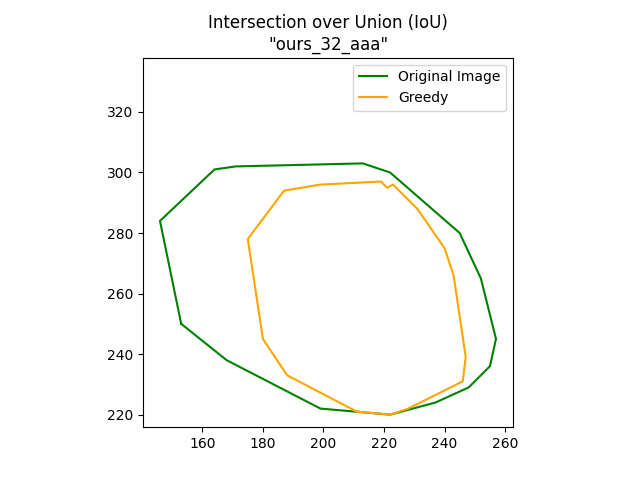 Intersection over Union (IoU)
"ours_32_aaa"
Original Image
Greedy
320
300
280
260
240
220
160 180 200 220 240 260